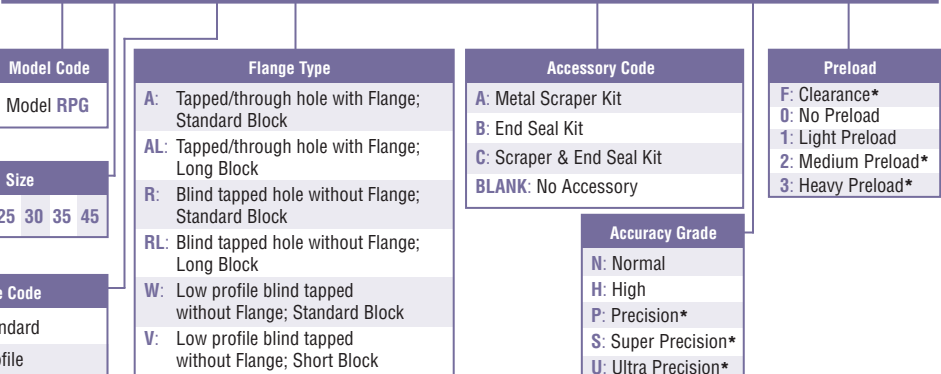 Model Code
Model RPG
Size
25 30 35 45
Code
Flange Type
A: Tapped/through hole with Flange;
Standard Block
AL: Tapped/through hole with Flange;
Long Block
R: Blind tapped hole without Flange;
Standard Block
RL: Blind tapped hole without Flange;
Long Block
W: Low profile blind tapped
without Flange; Standard Block
V: Low profile blind tapped
without Flange; Short Block
Accessory Code
A: Metal Scraper Kit
B: End Seal Kit
C: Scraper & End Seal Kit
BLANK: No Accessory
Accuracy Grade
N: Normal
H: High
P: Precision*
S: Super Precision*
U: Ultra Precision*
Preload
F: Clearance*
0: No Preload
1: Light Preload
2: Medium Preload*
3: Heavy Preload*